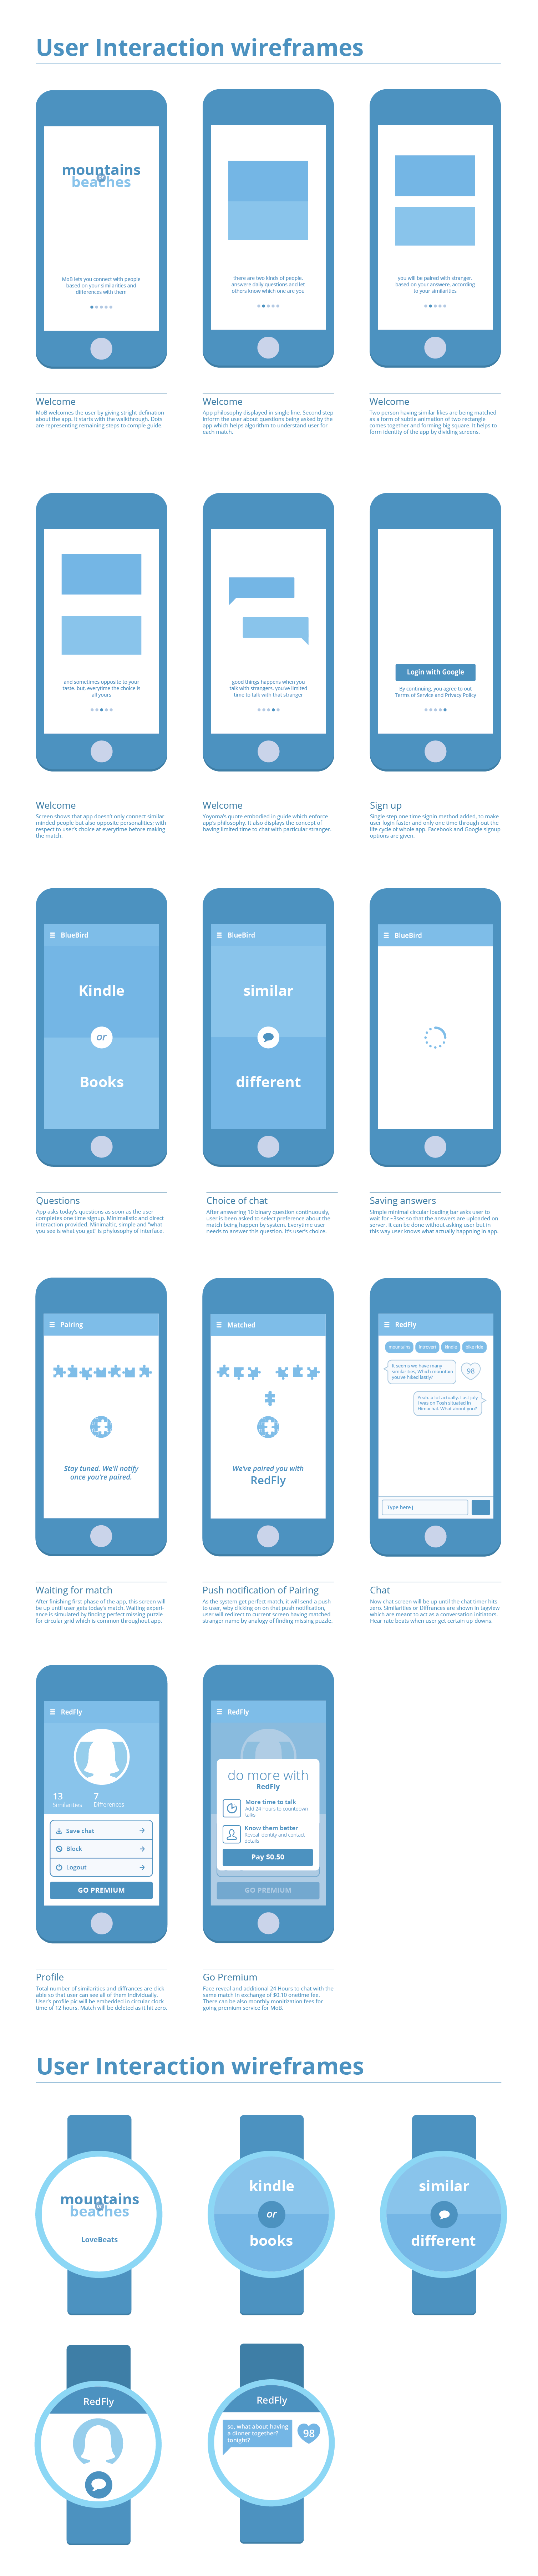 User Interaction wireframes
mountains
or
beaches
MoB lets you connect with people
based on your similarities and
differences with them
there are two kinds of people,
answere daily questions and let
others know which one are you
you will be paired with stranger,
based on your answere, according
to your similarities
Welcome
MoB welcomes the user by giving stright defination
about the app. It starts with the walkthrough. Dots
are representing remaining steps to comple guide.
Welcome
App philosophy displayed in single line. Second step
inform the user about questions being asked by the
app which helps algorithm to understand user for
each match.
Welcome
Two person having similar likes are being matched
as a form of subtle animation of two rectangle
comes together and forming big square. It helps to
form identity of the app by dividing screens.
and sometimes opposite to your
taste. but, everytime the choice is
all yours
good things happens when you
talk with strangers. you've limited
time to talk with that stranger
Login with Google
By continuing, you agree to out
Terms of Service and Privacy Policy
Welcome
Screen shows that app doesn't only connect similar
minded people but also opposite personalities; with
respect to user's choice at everytime before making
the match.
Welcome
Yoyoma's quote embodied in guide which enforce
app's philosophy. It also displays the concept of
having limited time to chat with particular stranger.
Sign up
Single step one time signin method added, to make
user login faster and only one time through out the
life cycle of whole app. Facebook and Google signup
options are given.
BlueBird
Kindle
or
Books
BlueBird
similar
different
BlueBird
Questions
App asks today's questions as soon as the user
completes one time signup. Minimalistic and direct
interaction provided. Minimaltic, simple and "what
you see is what you get" is phylosophy of interface.
Choice of chat
After answering 10 binary question continuously,
user is been asked to select preference about the
match being happen by system. Everytime user
needs to answer this question. It's user's choice.
Saving answers
Simple minimal circular loading bar asks user to
wait for ~3sec so that the answers are uploaded on
server. It can be done without asking user but in
this way user knows what actually happning in app.
Pairing
Stay tuned. We'll notify
once you're paired.
Matched
We've paired you with
RedFly
RedFly
mountains
introvert
kindle
bike ride
It seems we have many
similarities. Which mountain
you've hiked lastly?
98
Yeah, a lot actually. Last july
I was on Tosh situated in
Himachal. What about you?
Type here|
Waiting for match
After finishing first phase of the app, this screen will
be up until user gets today's match. Waiting experi-
ance is simulated by finding perfect missing puzzle
for circular grid which is common throughout app.
Push notification of Pairing
As the system get perfect match, it will send a push
to user, wby clicking on on that push notification,
user will redirect to current screen having matched
stranger name by analogy of finding missing puzzle.
Chat
Now chat screen will be up until the chat timer hits
zero. Similarities or Diffrances are shown in tagview
which are meant to act as a conversation initiators.
Hear rate beats when user get certain up downs.
RedFly
13
Similarities
7
Differences
Save chat
Block
Logout
GO PREMIUM
RedFly
do more with
RedFly
More time to talk
Add 24 hours to countdown
talks
Know them better
Reveal identity and contact
details
Pay $0.50
GO PREMIUM
Profile
Total number of similarities and diffrances are click-
able so that user can see all of them individually.
User's profile pic will be embedded in circular clock
time of 12 hours. Match will be deleted as it hit zero.
Go Premium
Face reveal and additional 24 Hours to chat with the
same match in exchange of $0.10 onetime fee.
There can be also monthly monitization fees for
going premium service for MoB.
User Interaction wireframes
mountains
or
beaches
LoveBeats
kindle
or
books
similar
different
RedFly
RedFly
so, what about having
a dinner together?
tonight?
98